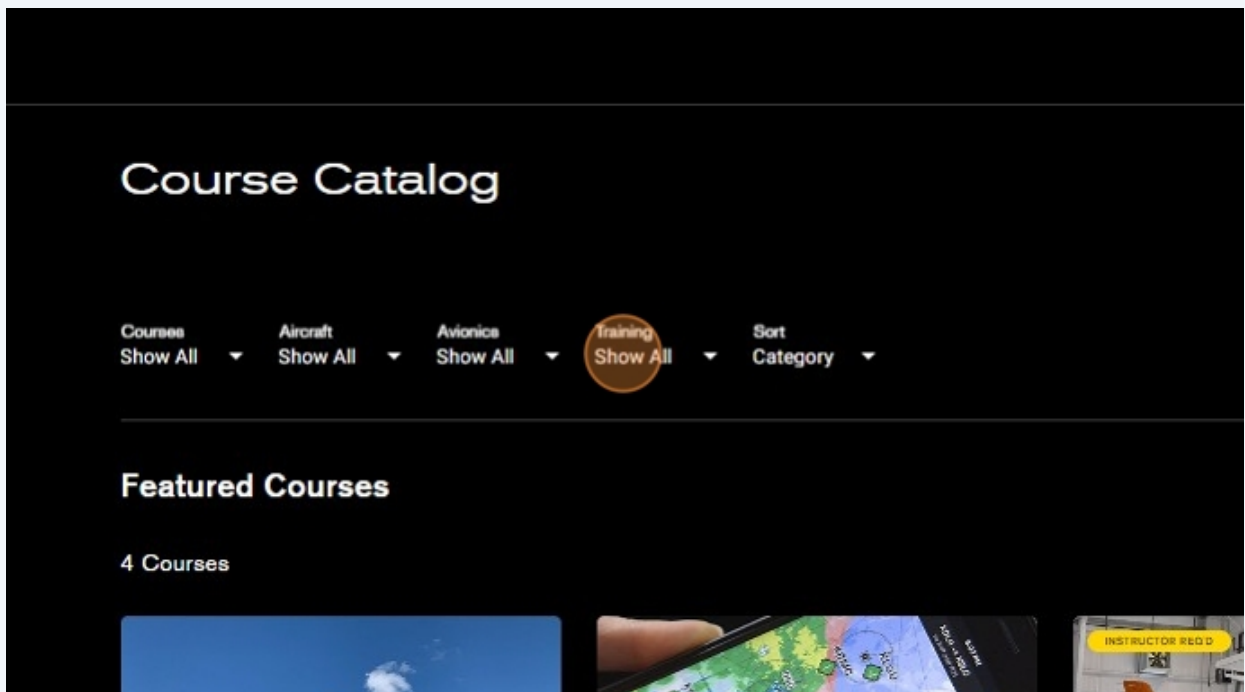 Course Catalog
Courses Aircraft Avionics Training Sort
Show All Show All Show All Show All Category
Featured Courses
4 Courses
INSTRUCTOR REQ'D